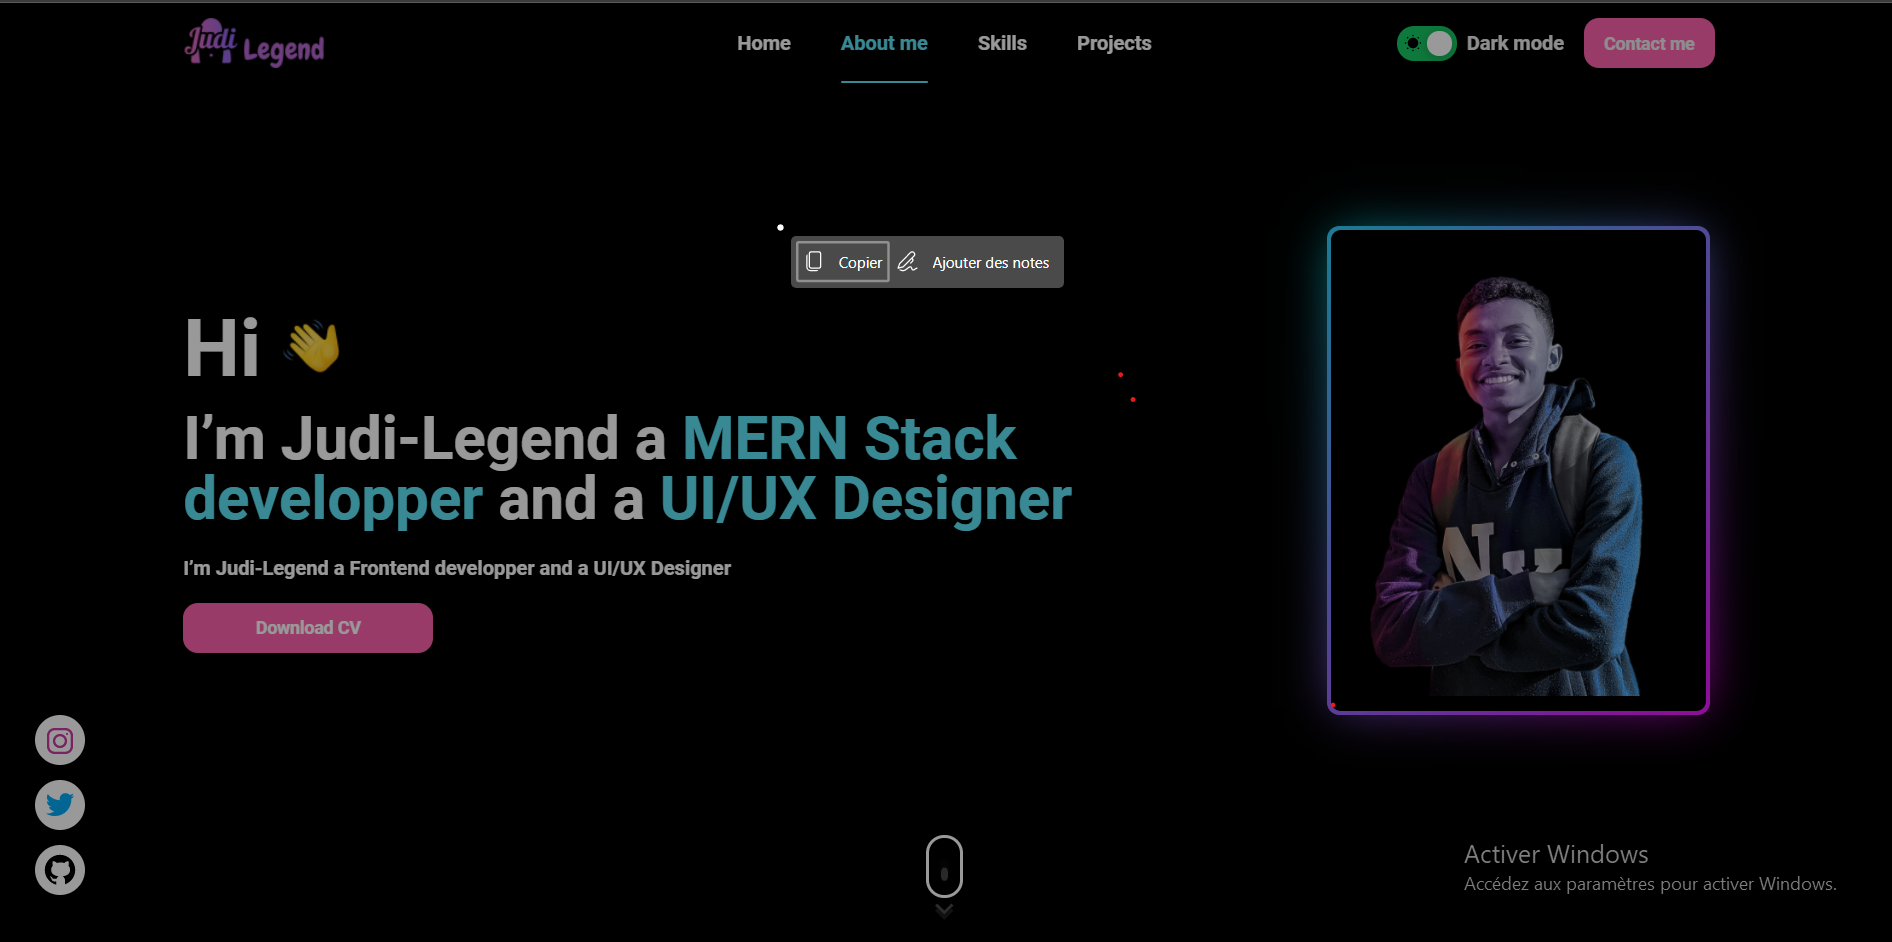 Judi Legend
Home
About me
Skills
Projects
Dark mode
Contact me
Copier
Ajouter des notes
Hi 👋
I’m Judi-Legend a MERN Stack
developper and a UI/UX Designer
I’m Judi-Legend a Frontend developper and a UI/UX Designer
Download CV
NY
Activer Windows
Accédez aux paramètres pour activer Windows.